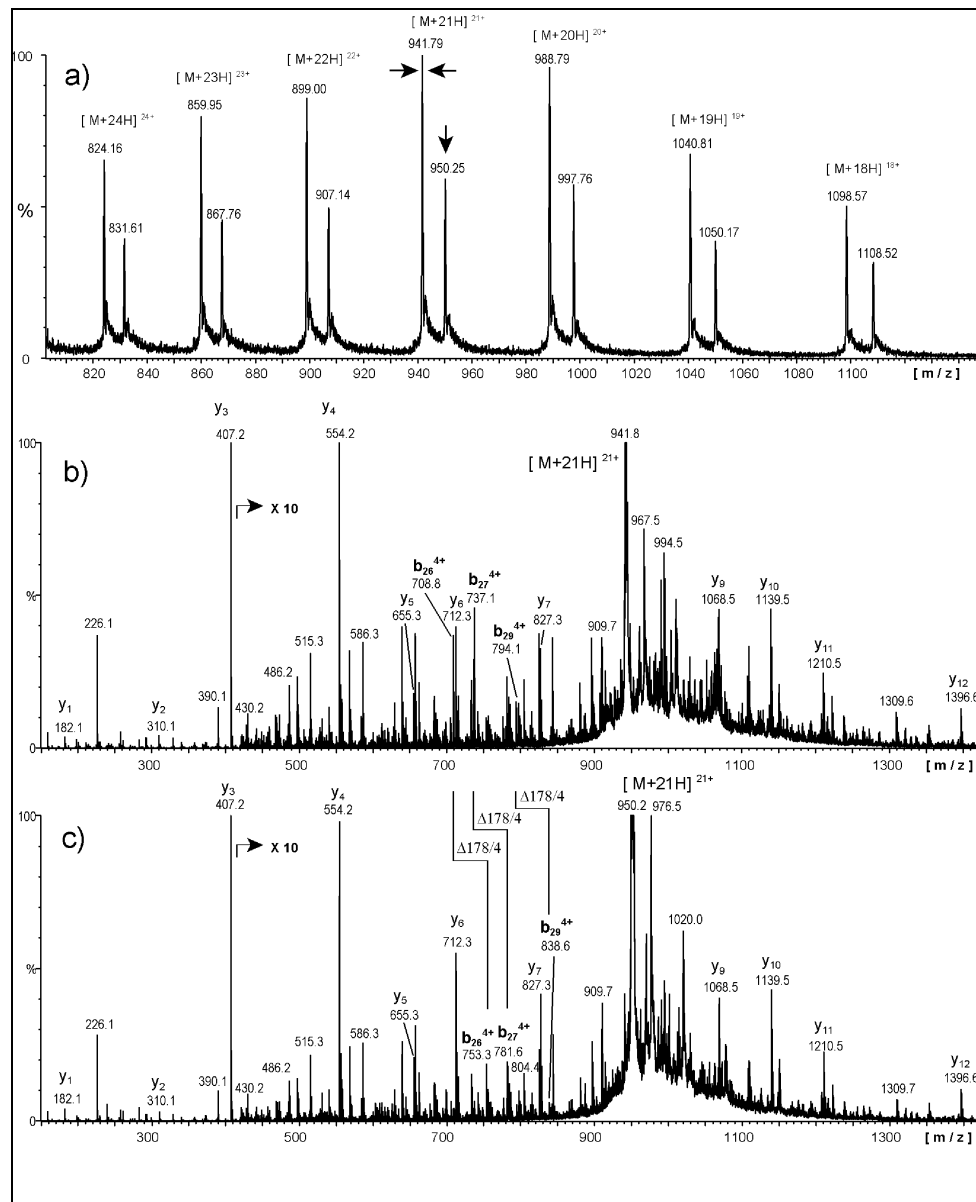 [ M+21H] 21+
[ M+20H] 20+
[ M+22H] 22+
[ M+23H] 23+
[ M+19H] 19+
[ M+24H] 24+
[ M+18H] 18+
a)
100
%
0
941.79
988.79
899.00
859.95
824.16
1040.81
1098.57
950.25
997.76
907.14
867.76
831.61
1050.17
1108.52
820 840 860 880 900 920 940 960 980 1000 1020 1040 1060 1080 1100 [ m / z ]
b)
100
%
0
y3
407.2
y4
554.2
X 10
941.8
[ M+21H] 21+
967.5
994.5
b26 4+
708.8
b27 4+
737.1
b29 4+
794.1
y5
655.3
y6
712.3
y7
827.3
909.7
y9
1068.5
y10
1139.5
y11
1210.5
1309.6
y12
1396.6
226.1
y1
182.1
y2
310.1
390.1
430.2
486.2
515.3
586.3
300 500 700 900 1100 1300 [ m / z ]
c)
100
%
0
y3
407.2
y4
554.2
X 10
Δ178/4
Δ178/4
Δ178/4
[ M+21H] 21+
950.2 976.5
1020.0
b29 4+
838.6
y6
712.3
y7
827.3
y5
655.3
b26 4+
753.3
b27 4+
781.6
804.4
909.7
y9
1068.5
y10
1139.5
y11
1210.5
1309.7
y12
1396.6
226.1
y1
182.1
y2
310.1
390.1
430.2
486.2
515.3
586.3
300 500 700 900 1100 1300 [ m / z ]